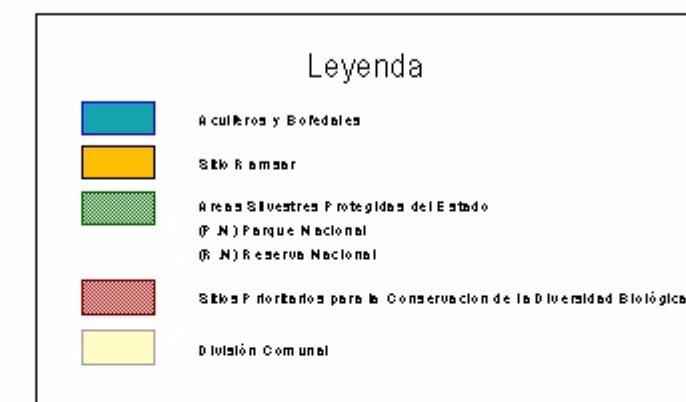 Leyenda
Acuíferos y Bofedales
Sitio Ramsar
Areas Silvestres Protegidas del Estado
(P.N) Parque Nacional
(R.N) Reserva Nacional
Sitios Prioritarios para la Conservacion de la Diversidad Biológica
División Comunal